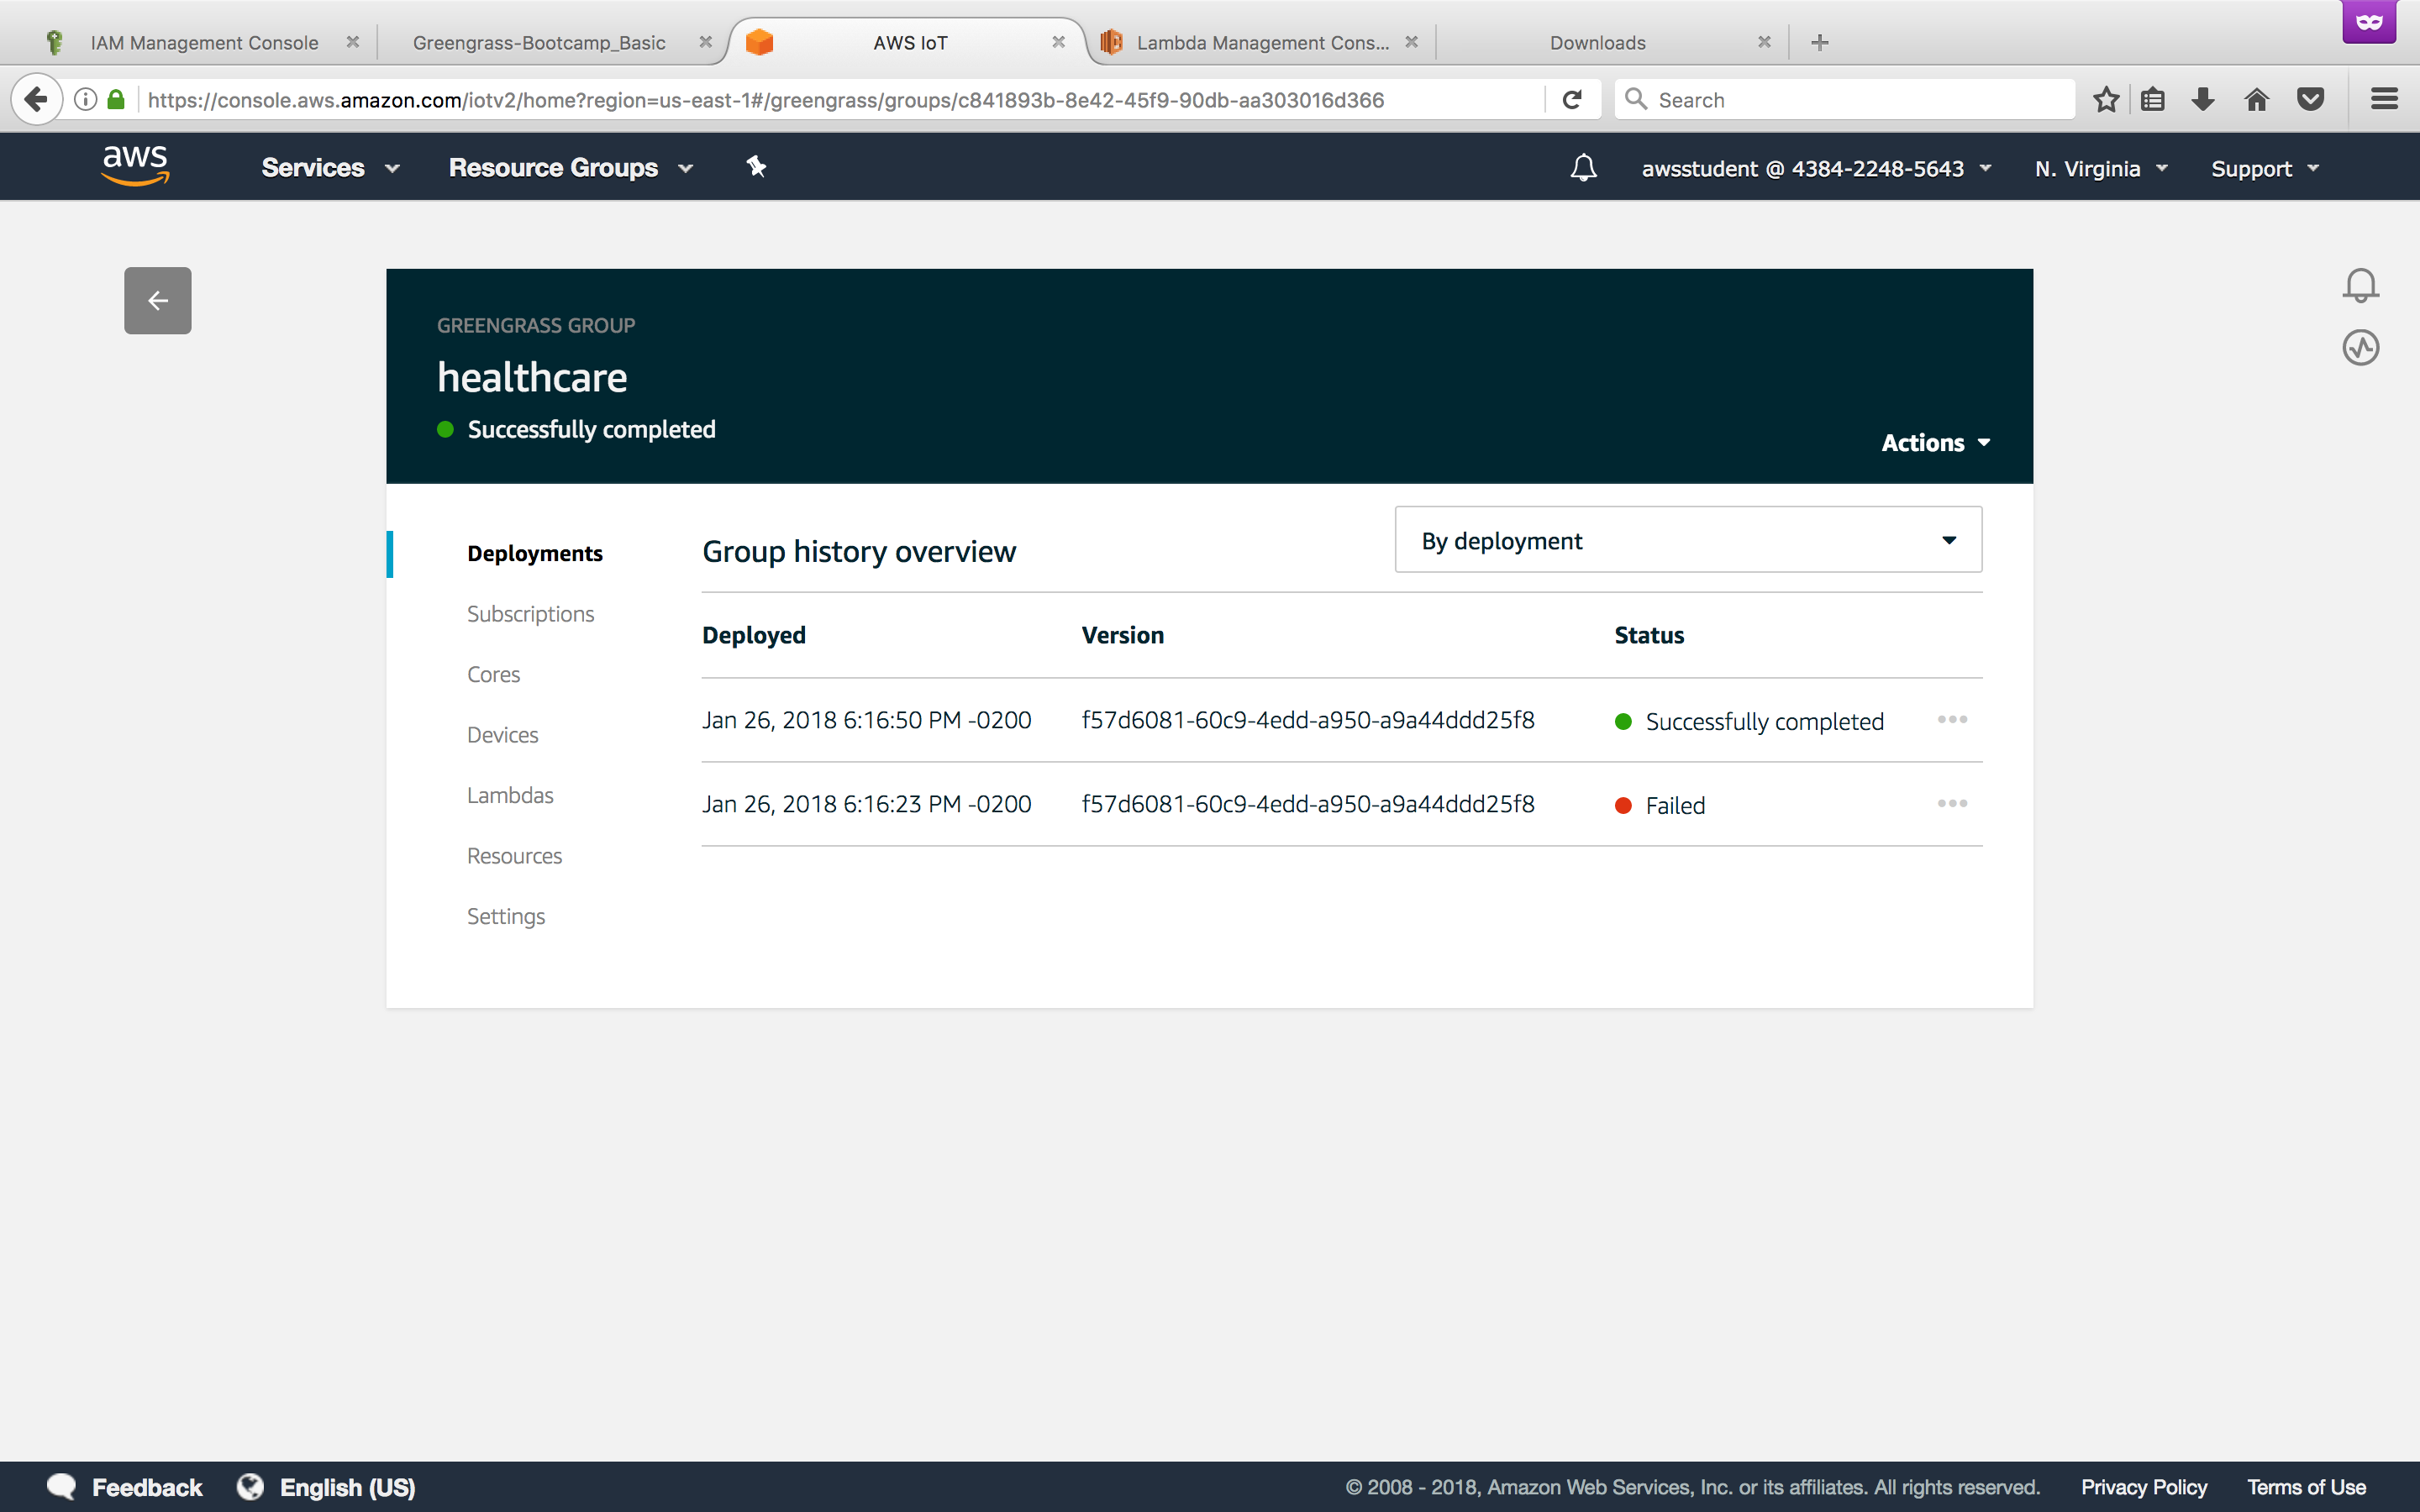 IAM Management Console
Greengrass-Bootcamp_Basic
AWS IoT
Lambda Management Cons...
Downloads
https://console.aws.amazon.com/iotv2/home?region=us-east-1#/greengrass/groups/c841893b-8e42-45f9-90db-aa303016d366
Search
aws
Services
Resource Groups
awsstudent @ 4384-2248-5643
N. Virginia
Support
GREENGRASS GROUP
healthcare
Successfully completed
Actions
Deployments
Subscriptions
Cores
Devices
Lambdas
Resources
Settings
Group history overview
By deployment
Deployed Version Status
Jan 26, 2018 6:16:50 PM -0200 f57d6081-60c9-4edd-a950-a9a44ddd25f8 Successfully completed
Jan 26, 2018 6:16:23 PM -0200 f57d6081-60c9-4edd-a950-a9a44ddd25f8 Failed
Feedback
English (US)
© 2008 - 2018, Amazon Web Services, Inc. or its affiliates. All rights reserved.
Privacy Policy
Terms of Use